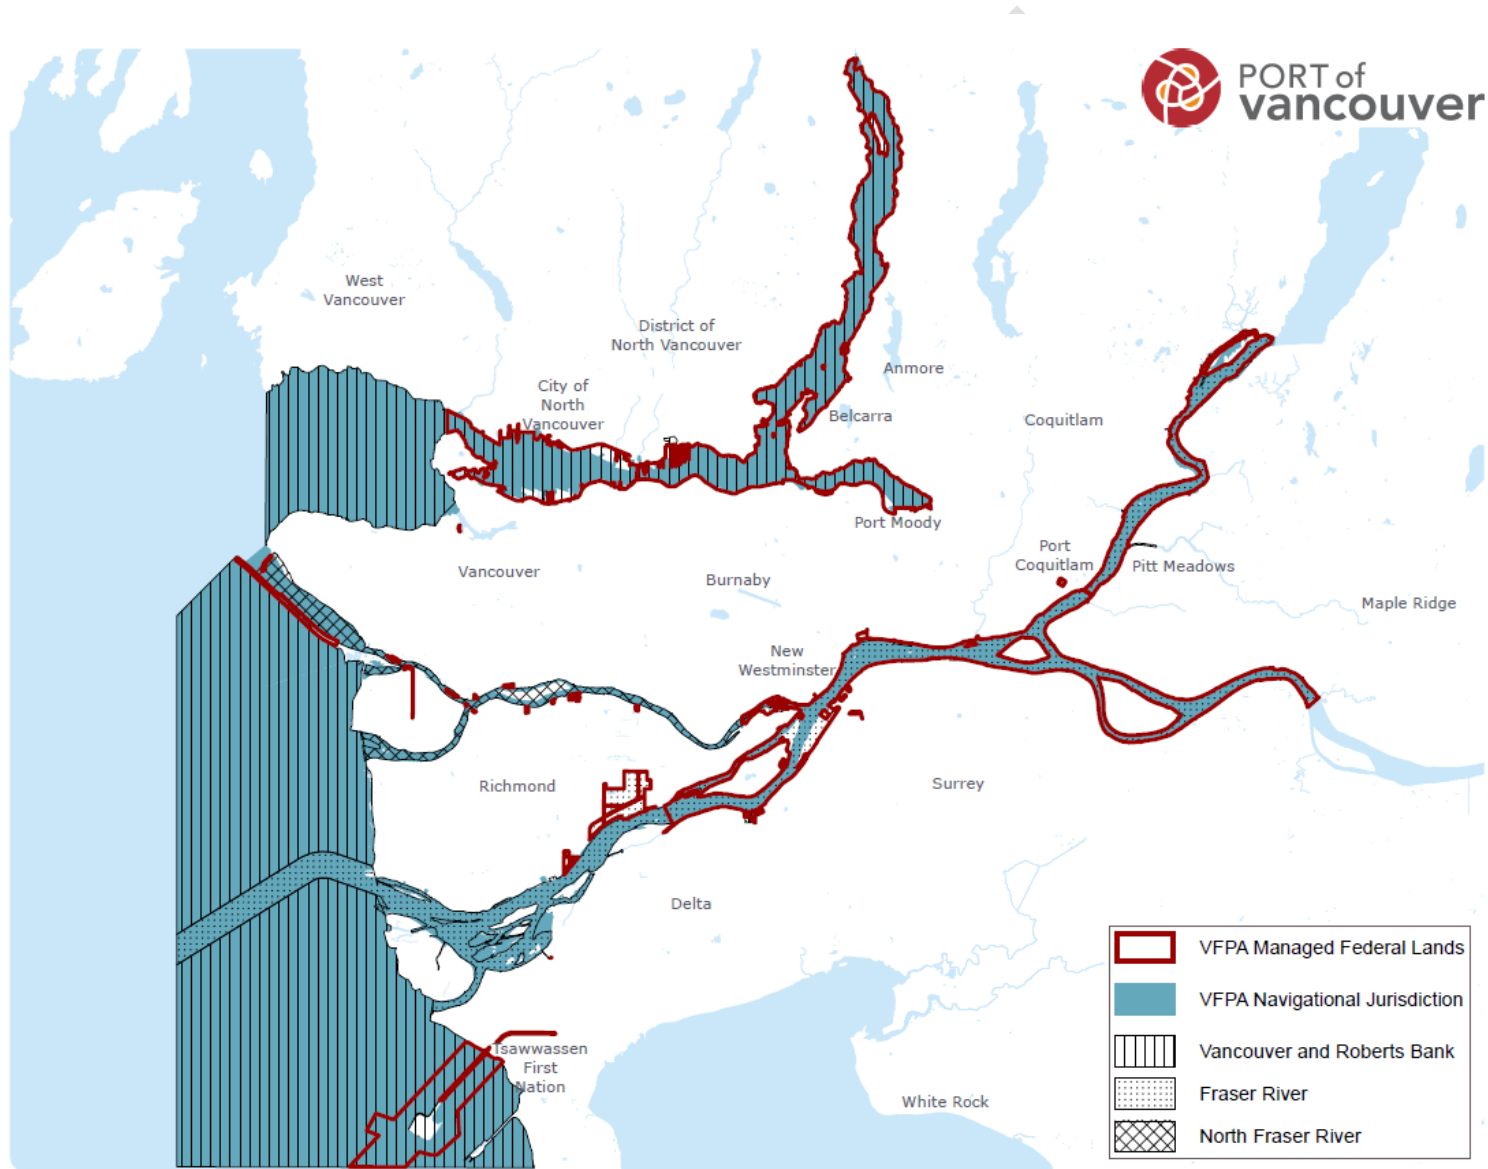 PORT of
vancouver
West
Vancouver
District of
North Vancouver
City of
North
Vancouver
Anmore
Belcarra
Coquitlam
Port Moody
Port
Coquitlam
Pitt Meadows
Vancouver
Burnaby
Maple Ridge
New
Westminster
Richmond
Surrey
Delta
Tsawwassen
First
Nation
White Rock
VFPA Managed Federal Lands
VFPA Navigational Jurisdiction
Vancouver and Roberts Bank
Fraser River
North Fraser River